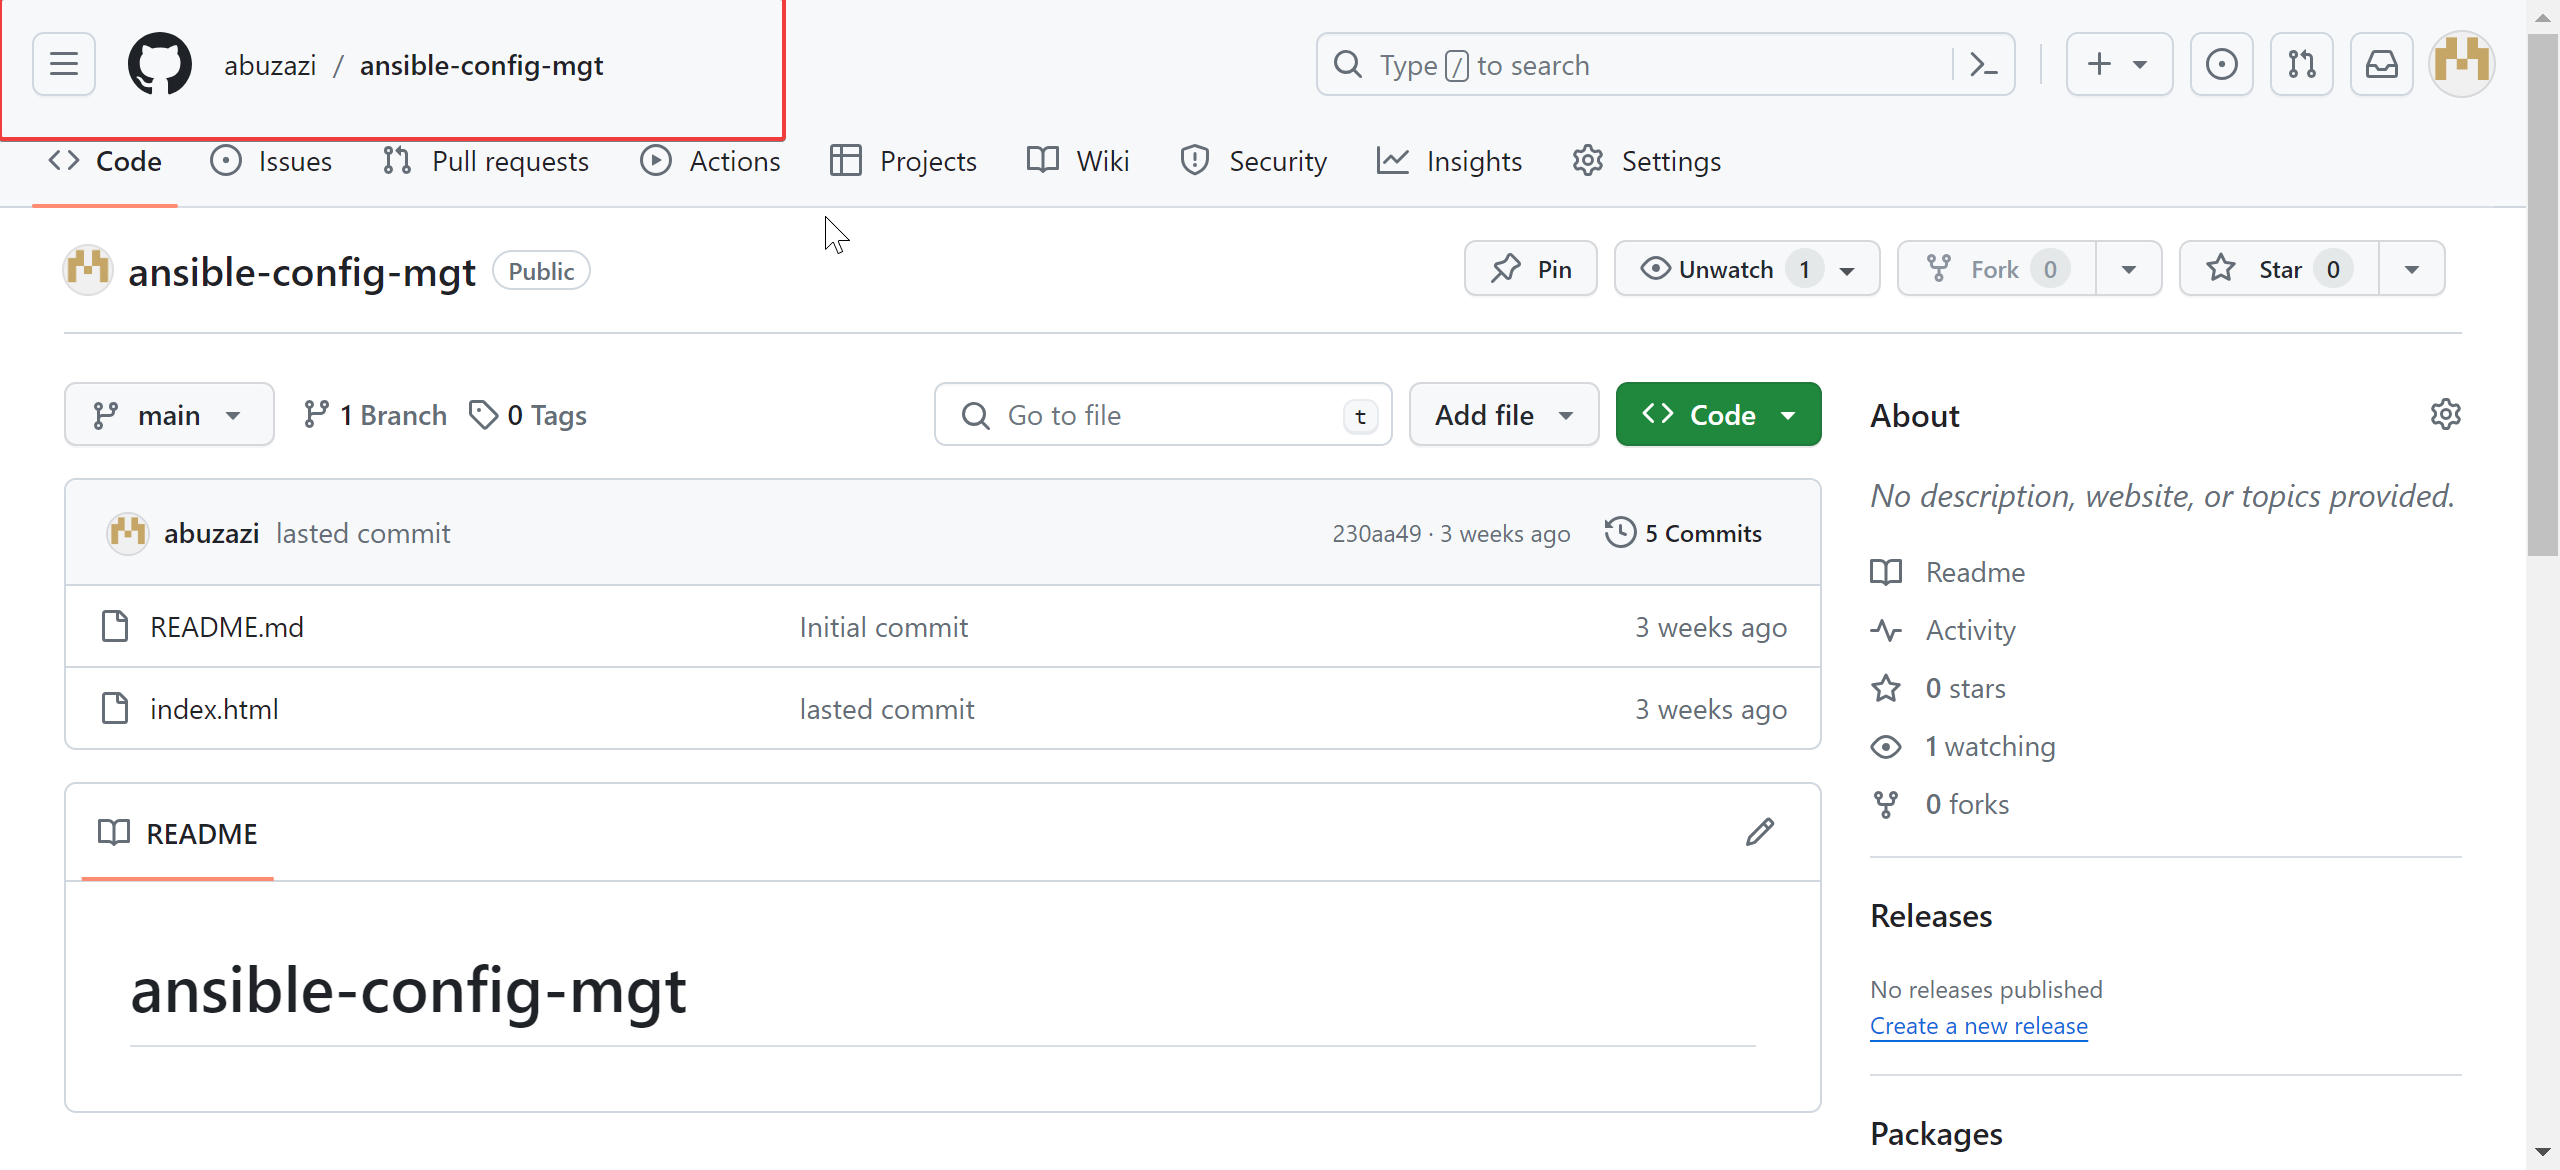 abuzazi / ansible-config-mgt
Type / to search
Code Issues Pull requests Actions Projects Wiki Security Insights Settings
ansible-config-mgt Public
Pin Unwatch 1 Fork 0 Star 0
main 1 Branch 0 Tags
Go to file t Add file Code
abuzazi lasted commit 230aa49 · 3 weeks ago 5 Commits
README.md Initial commit 3 weeks ago
index.html lasted commit 3 weeks ago
README
ansible-config-mgt
About
No description, website, or topics provided.
Readme
Activity
0 stars
1 watching
0 forks
Releases
No releases published
Create a new release
Packages